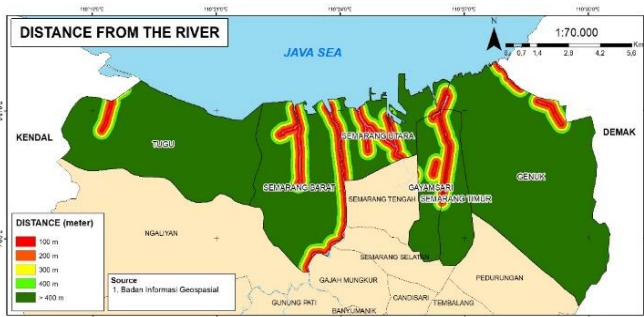 DISTANCE FROM THE RIVER
JAVA SEA
N
1:70.000
0,7 1,4 2,8 4,2 5,6
Km
KENDAL
DEMAK
TUGU
SEMARANG UTARA
SEMARANG BARAT
GAYAMSARI
SEMARANG TIMUR
GENUK
SEMARANG TENGAH
NGALIYAN
SEMARANG SELATAN
GAJAH MUNGKUR
PEDURUNGAN
GUNUNG PATI
CANDISARI
TEMBALANG
BANYUMANIK
DISTANCE (meter)
100 m
200 m
300 m
400 m
> 400 m
Source
1. Badan Informasi Geospasial